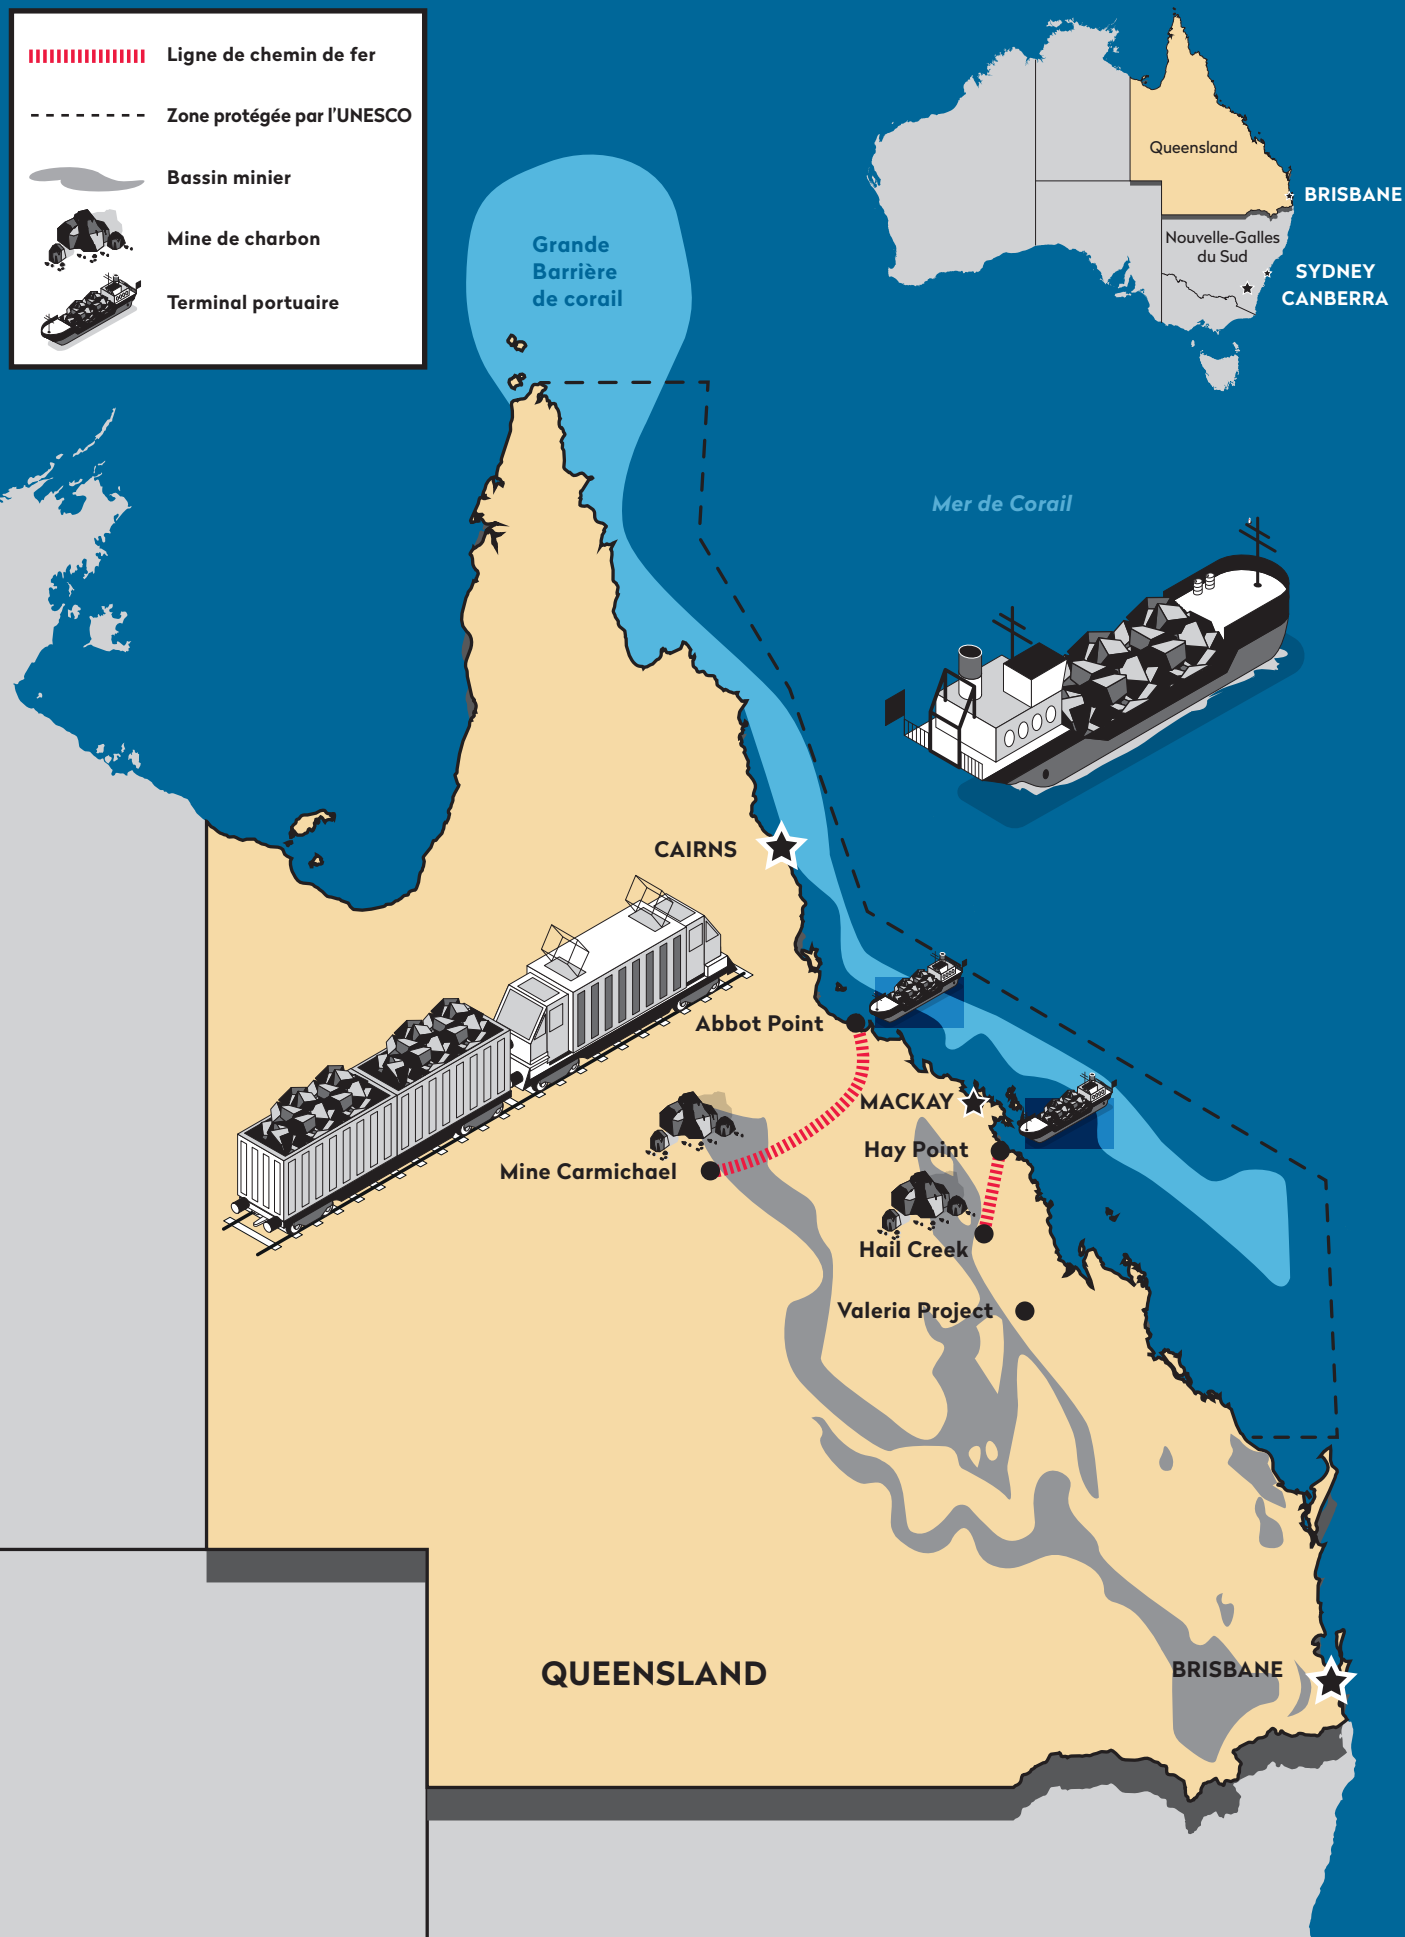 Ligne de chemin de fer
Zone protégée par l'UNESCO
Bassin minier
Mine de charbon
Terminal portuaire
Queensland
BRISBANE
Nouvelle-Galles
du Sud
SYDNEY
CANBERRA
Grande
Barrière
de corail
Mer de Corail
CAIRNS
Abbot Point
MACKAY
Hay Point
Mine Carmichael
Hail Creek
Valeria Project
BRISBANE
QUEENSLAND